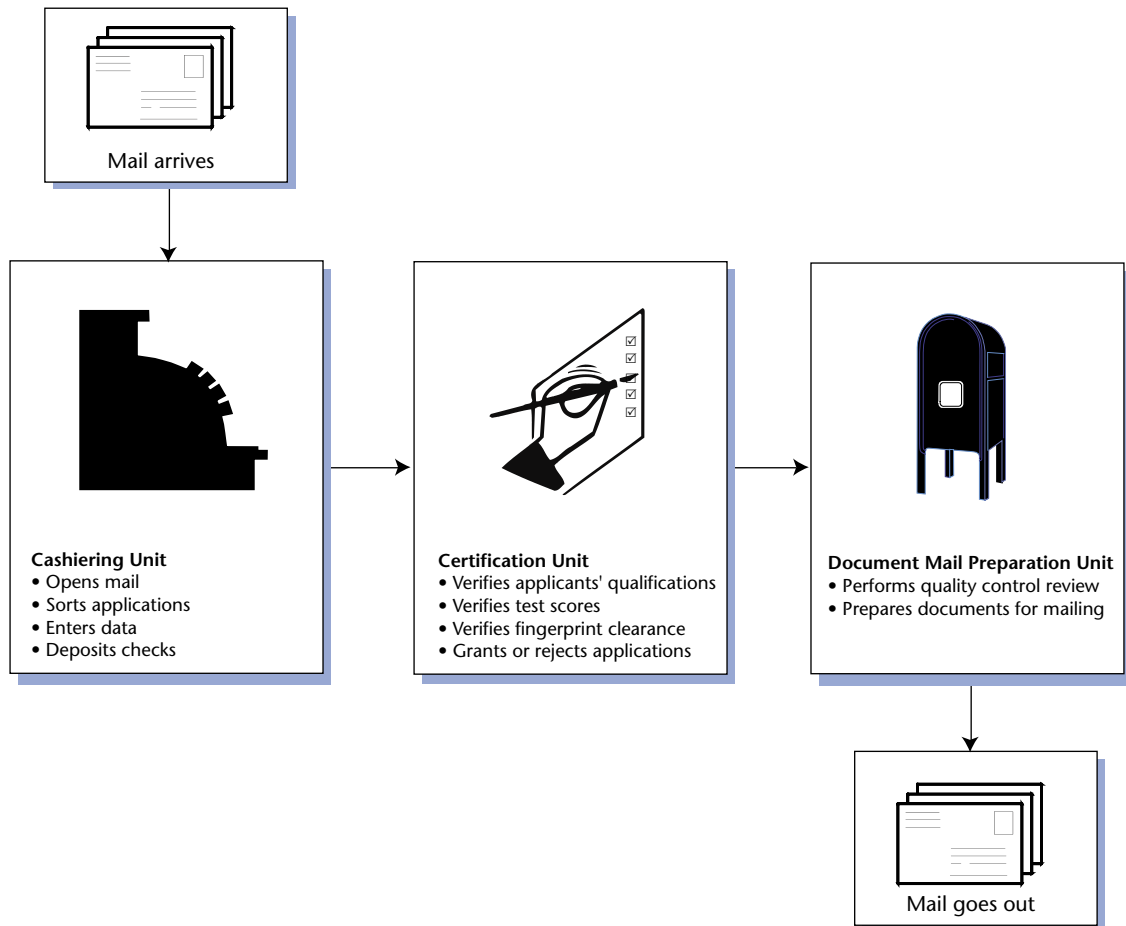 Mail arrives
Cashiering Unit
• Opens mail
• Sorts applications
• Enters data
• Deposits checks
Certification Unit
• Verifies applicants' qualifications
• Verifies test scores
• Verifies fingerprint clearance
• Grants or rejects applications
Document Mail Preparation Unit
• Performs quality control review
• Prepares documents for mailing
Mail goes out